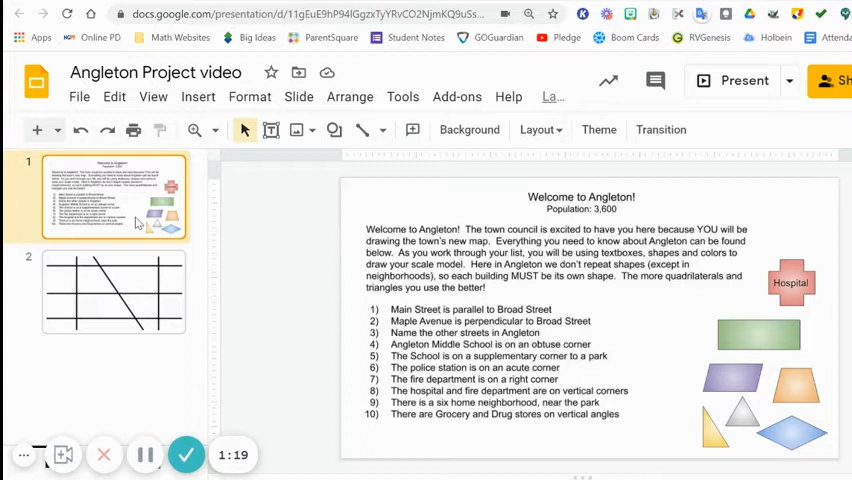 docs.google.com/presentation/d/11gEuE9hP94lGgzxTyYRvCO2NjmKQ9uSs...
Apps Online PD Math Websites Big Ideas ParentSquare Student Notes GOGuardian Pledge Boom Cards RVGenesis Holbein Attenda
Angleton Project video
File Edit View Insert Format Slide Arrange Tools Add-ons Help La...
Present
Sh
Background Layout Theme Transition
1
2
Welcome to Angleton!
Population: 3,600
Welcome to Angleton! The town council is excited to have you here because YOU will be
drawing the town's new map. Everything you need to know about Angleton can be found
below. As you work through your list, you will be using textboxes, shapes and colors to
draw your scale model. Here in Angleton we don't repeat shapes (except in
neighborhoods), so each building MUST be its own shape. The more quadrilaterals and
triangles you use the better!
Hospital
1) Main Street is parallel to Broad Street
2) Maple Avenue is perpendicular to Broad Street
3) Name the other streets in Angleton
4) Angleton Middle School is on an obtuse corner
5) The School is on a supplementary corner to a park
6) The police station is on an acute corner
7) The fire department is on a right corner
8) The hospital and fire department are on vertical corners
9) There is a six home neighborhood, near the park
10) There are Grocery and Drug stores on vertical angles
1:19